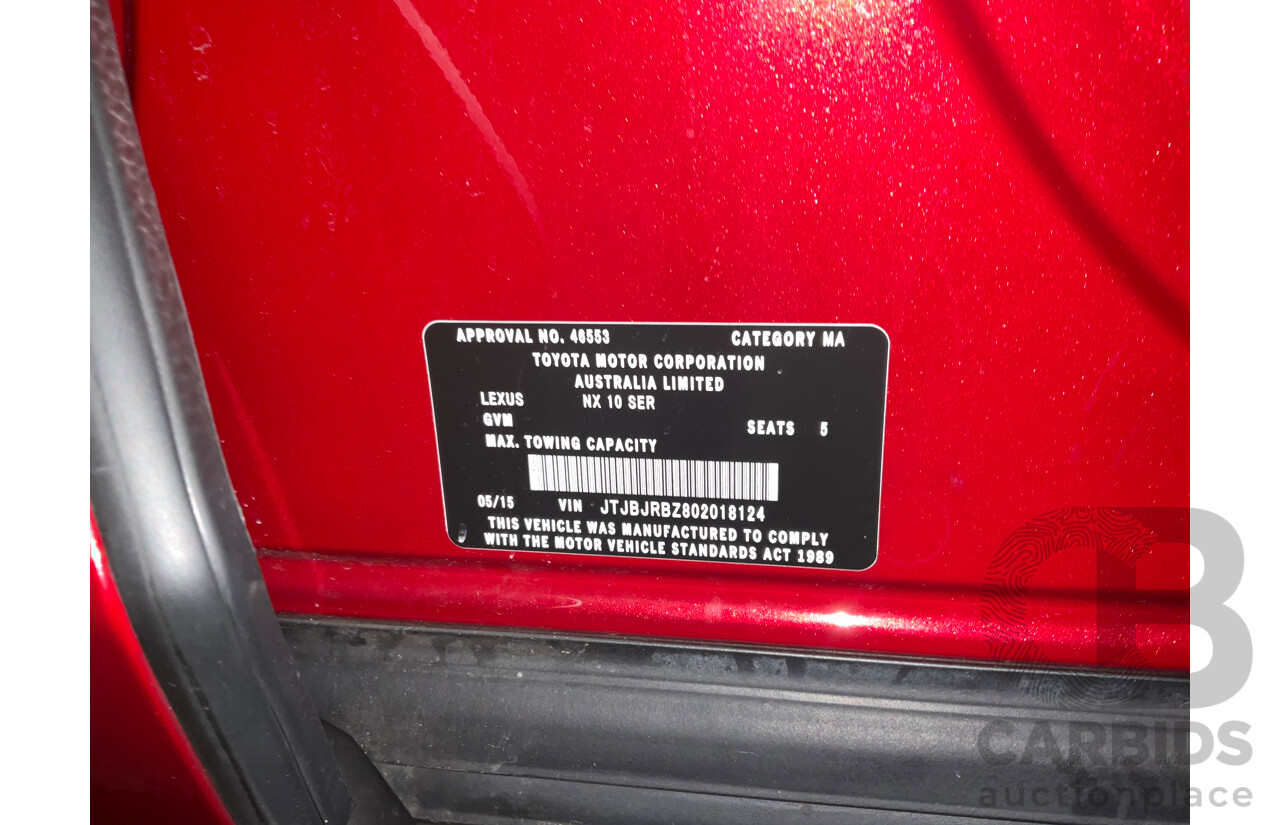 APPROVAL NO. 46553 CATEGORY MA
TOYOTA MOTOR CORPORATION
AUSTRALIA LIMITED
LEXUS NX 10 SER
GVM SEATS 5
MAX. TOWING CAPACITY
05/15 VIN JTJBJRBZ802018124
THIS VEHICLE WAS MANUFACTURED TO COMPLY
WITH THE MOTOR VEHICLE STANDARDS ACT 1989
CB
CARBIDS
auctionplace